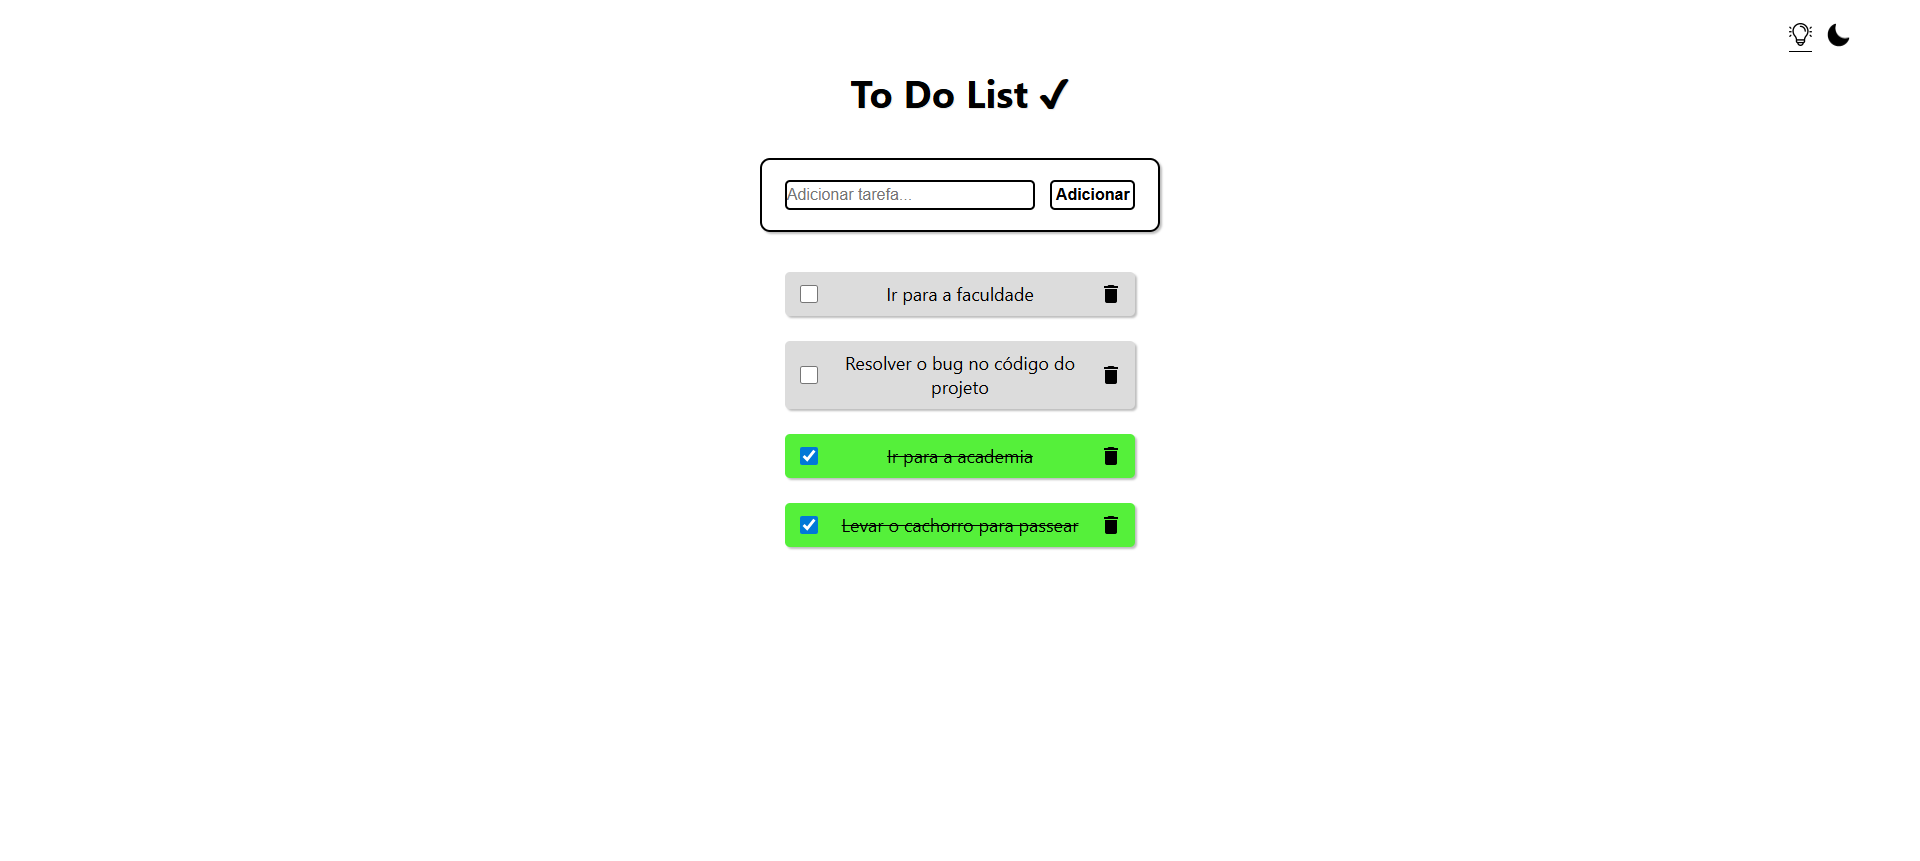 To Do List ✓
Adicionar tarefa...
Adicionar
Ir para a faculdade
Resolver o bug no código do
projeto
Ir para a academia
Levar o cachorro para passear